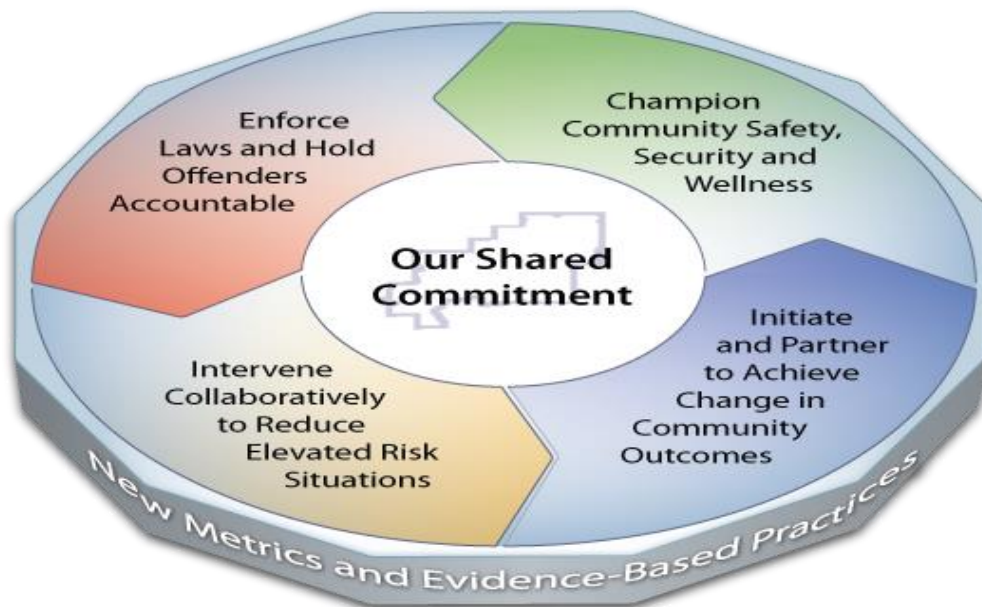 Enforce
Laws and Hold
Offenders
Accountable
Champion
Community Safety,
Security and
Wellness
Our Shared
Commitment
Intervene
Collaboratively
to Reduce
Elevated Risk
Situations
Initiate
and Partner
to Achieve
Change in
Community
Outcomes
New Metrics and Evidence-Based Practices